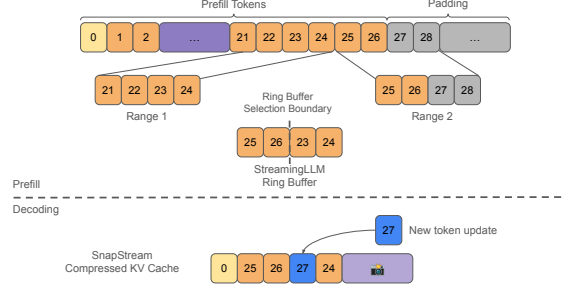 Prefill Tokens
Padding
0 1 2 ... 21 22 23 24 25 26 27 28 ...
21 22 23 24
25 26 27 28
Range 1
Range 2
Ring Buffer
Selection Boundary
25 26 23 24
StreamingLLM
Ring Buffer
Prefill
Decoding
27
New token update
SnapStream
Compressed KV Cache
0 25 26 27 24